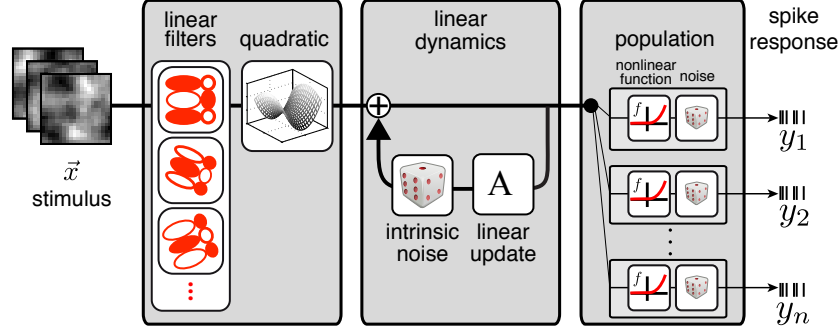 linear
filters
quadratic
linear
dynamics
population
spike
response
nonlinear
function
noise
f
y₁
x⃗
stimulus
A
intrinsic
noise
linear
update
f
y₂
f
yₙ